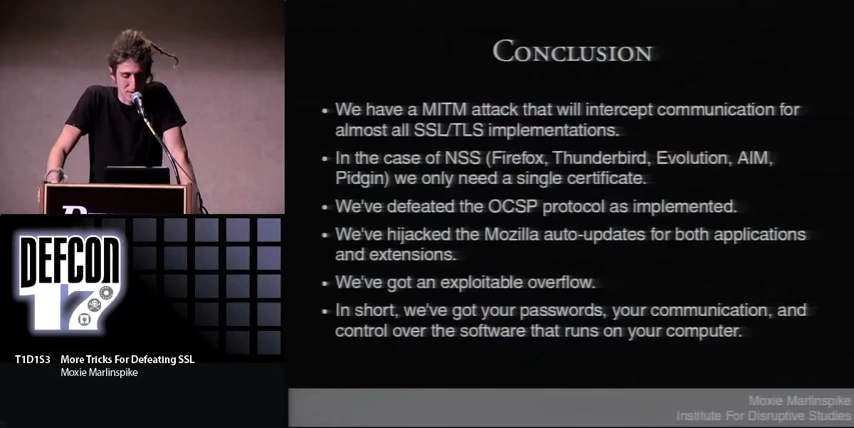 CONCLUSION
• We have a MITM attack that will intercept communication for
almost all SSL/TLS implementations.
• In the case of NSS (Firefox, Thunderbird, Evolution, AIM,
Pidgin) we only need a single certificate.
• We've defeated the OCSP protocol as implemented.
• We've hijacked the Mozilla auto-updates for both applications
and extensions.
• We've got an exploitable overflow.
• In short, we've got your passwords, your communication, and
control over the software that runs on your computer.
Moxie Marlinspike
Institute For Disruptive Studies
DEFCON
17
T1D1S3 More Tricks For Defeating SSL
Moxie Marlinspike